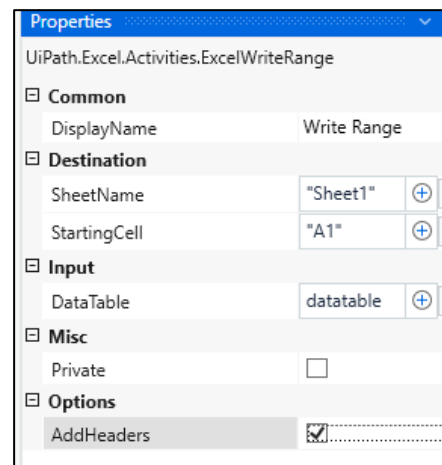 Properties
UiPath.Excel.Activities.ExcelWriteRange
Common
DisplayName Write Range
Destination
SheetName "Sheet1"
StartingCell "A1"
Input
DataTable datatable
Misc
Private
Options
AddHeaders